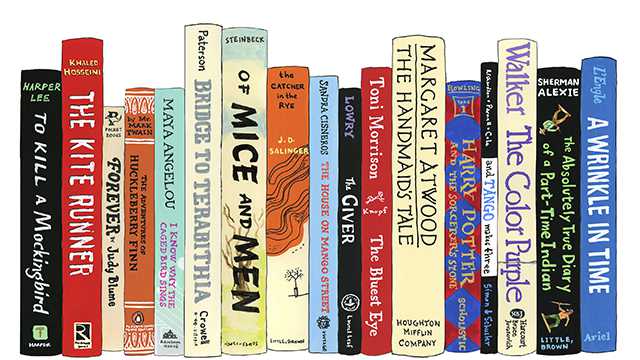 HARPER
LEE
TO KILL A MOCKINGBIRD
HARPER
KHALED
HOSSEINI
THE KITE RUNNER
R
POCKET
BOOKS
FOREVER... Judy Blume
by Mr.
MARK
TWAIN
THE ADVENTURES OF
HUCKLEBERRY FINN
MAYA ANGELOU
I KNOW WHY THE
CAGED BIRD SINGS
Paterson
BRIDGE TO TERABITHIA
Crowell
STEINBECK
OF MICE AND MEN
the
CATCHER
IN THE
RYE
J.D.
SALINGER
LITTLE, BROWN
SANDRA CISNEROS
THE HOUSE ON MANGO STREET
VINTAGE
LOWRY
The GIVER
Toni Morrison
Knopf
The Bluest Eye
MARGARET ATWOOD
THE HANDMAID'S TALE
HOUGHTON
MIFFLIN
COMPANY
ROWLING
HARRY POTTER
AND THE SORCERER'S STONE
SCHOLASTIC
and TANGO makes three
Simon & Schuster
Walker The Color Purple
Harcourt
Brace
Jovanovich
SHERMAN
ALEXIE
The Absolutely True Diary
of a Part-Time Indian
LITTLE,
BROWN
L'Engle
A WRINKLE IN TIME
Ariel